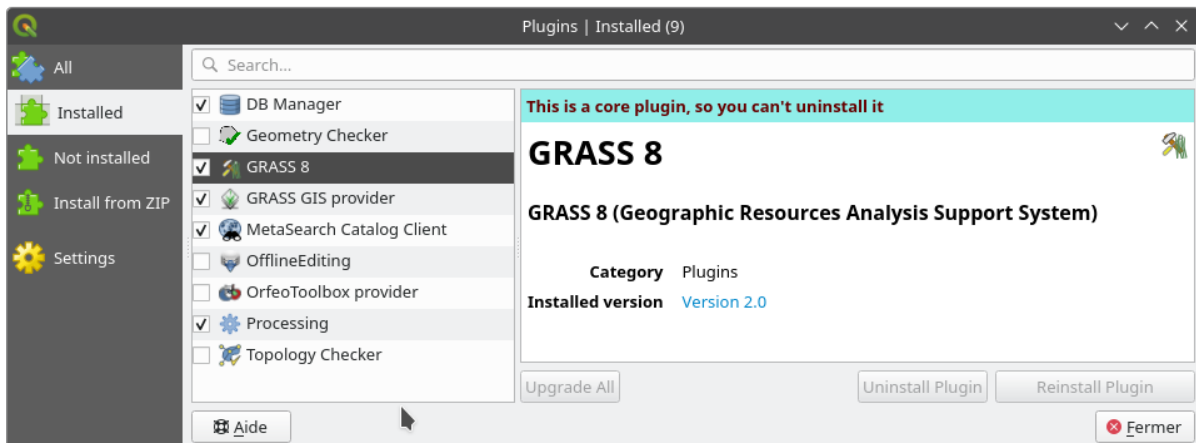 Plugins | Installed (9)
All
Installed
Not installed
Install from ZIP
Settings
Search...
DB Manager
Geometry Checker
GRASS 8
GRASS GIS provider
MetaSearch Catalog Client
OfflineEditing
OrfeoToolbox provider
Processing
Topology Checker
This is a core plugin, so you can't uninstall it
GRASS 8
GRASS 8 (Geographic Resources Analysis Support System)
Category Plugins
Installed version Version 2.0
Upgrade All
Uninstall Plugin
Reinstall Plugin
Aide
Fermer